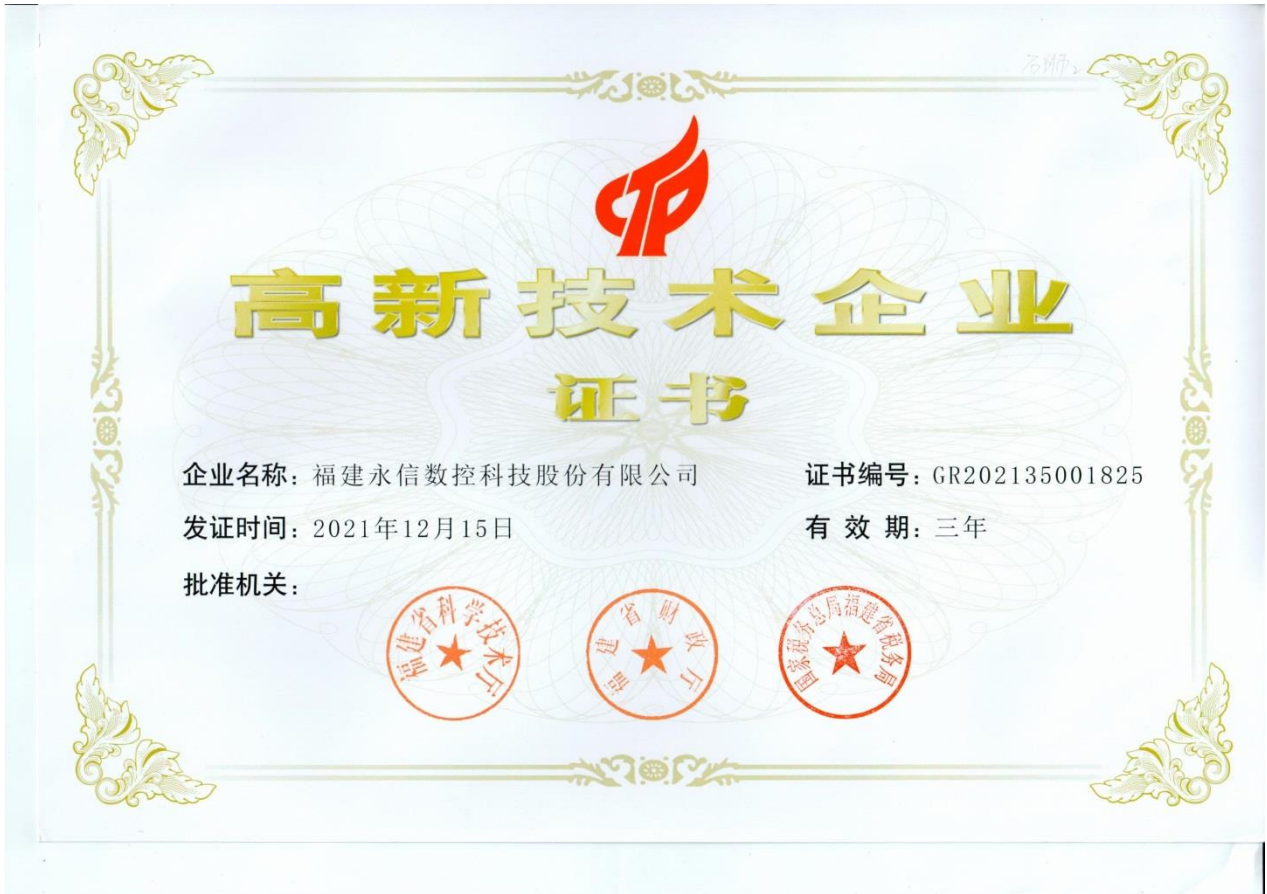 高新技术企业
证书
企业名称：福建永信数控科技股份有限公司
证书编号：GR202135001825
发证时间：2021年12月15日
有效期：三年
批准机关：
福建省科学技术厅
福建省财政厅
国家税务总局福建省税务局